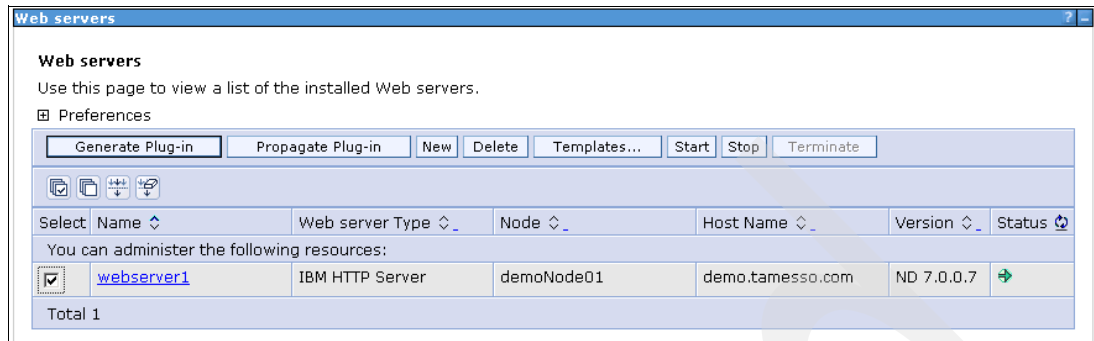 Web servers
Web servers
Use this page to view a list of the installed Web servers.
Preferences
Generate Plug-in Propagate Plug-in New Delete Templates... Start Stop Terminate
Select Name Web server Type Node Host Name Version Status
You can administer the following resources:
webserver1 IBM HTTP Server demoNode01 demo.tamesso.com ND 7.0.0.7
Total 1